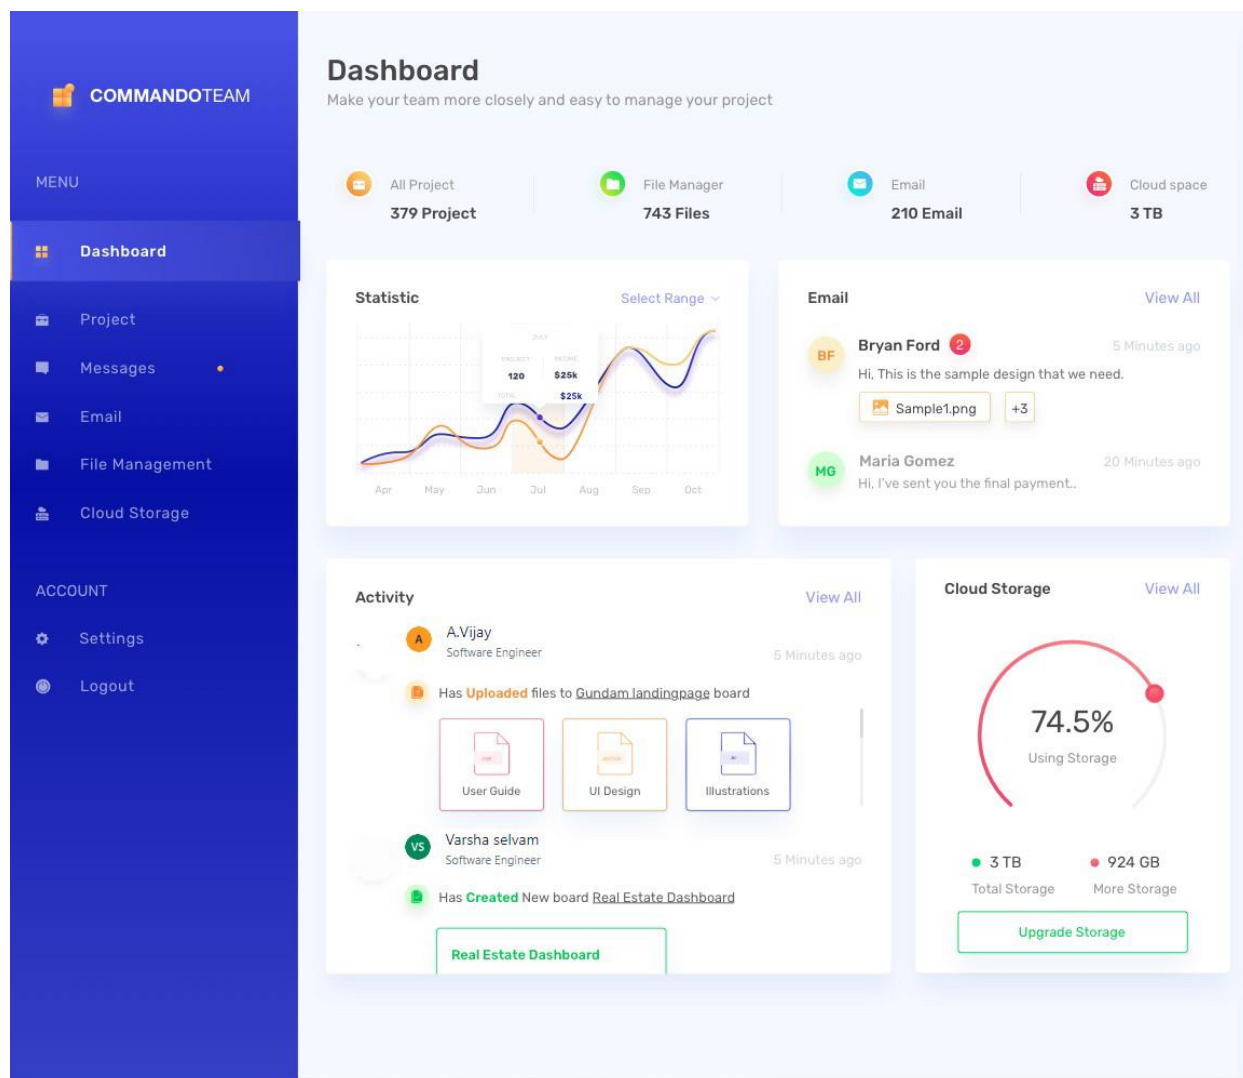 COMMANDOTEAM
MENU
Dashboard
Project
Messages
Email
File Management
Cloud Storage
ACCOUNT
Settings
Logout
Dashboard
Make your team more closely and easy to manage your project
All Project
379 Project
File Manager
743 Files
Email
210 Email
Cloud space
3 TB
Statistic
Select Range
JULY
PROJECT
INCOME
120
$25k
TOTAL
$25k
Apr May Jun Jul Aug Sep Oct
Email
View All
BF
Bryan Ford 2
5 Minutes ago
Hi, This is the sample design that we need.
Sample1.png
+3
MG
Maria Gomez
20 Minutes ago
Hi, I've sent you the final payment..
Activity
View All
A
A.Vijay
Software Engineer
5 Minutes ago
Has Uploaded files to Gundam landingpage board
User Guide
UI Design
Illustrations
VS
Varsha selvam
Software Engineer
5 Minutes ago
Has Created New board Real Estate Dashboard
Real Estate Dashboard
Cloud Storage
View All
74.5%
Using Storage
3 TB
Total Storage
924 GB
More Storage
Upgrade Storage